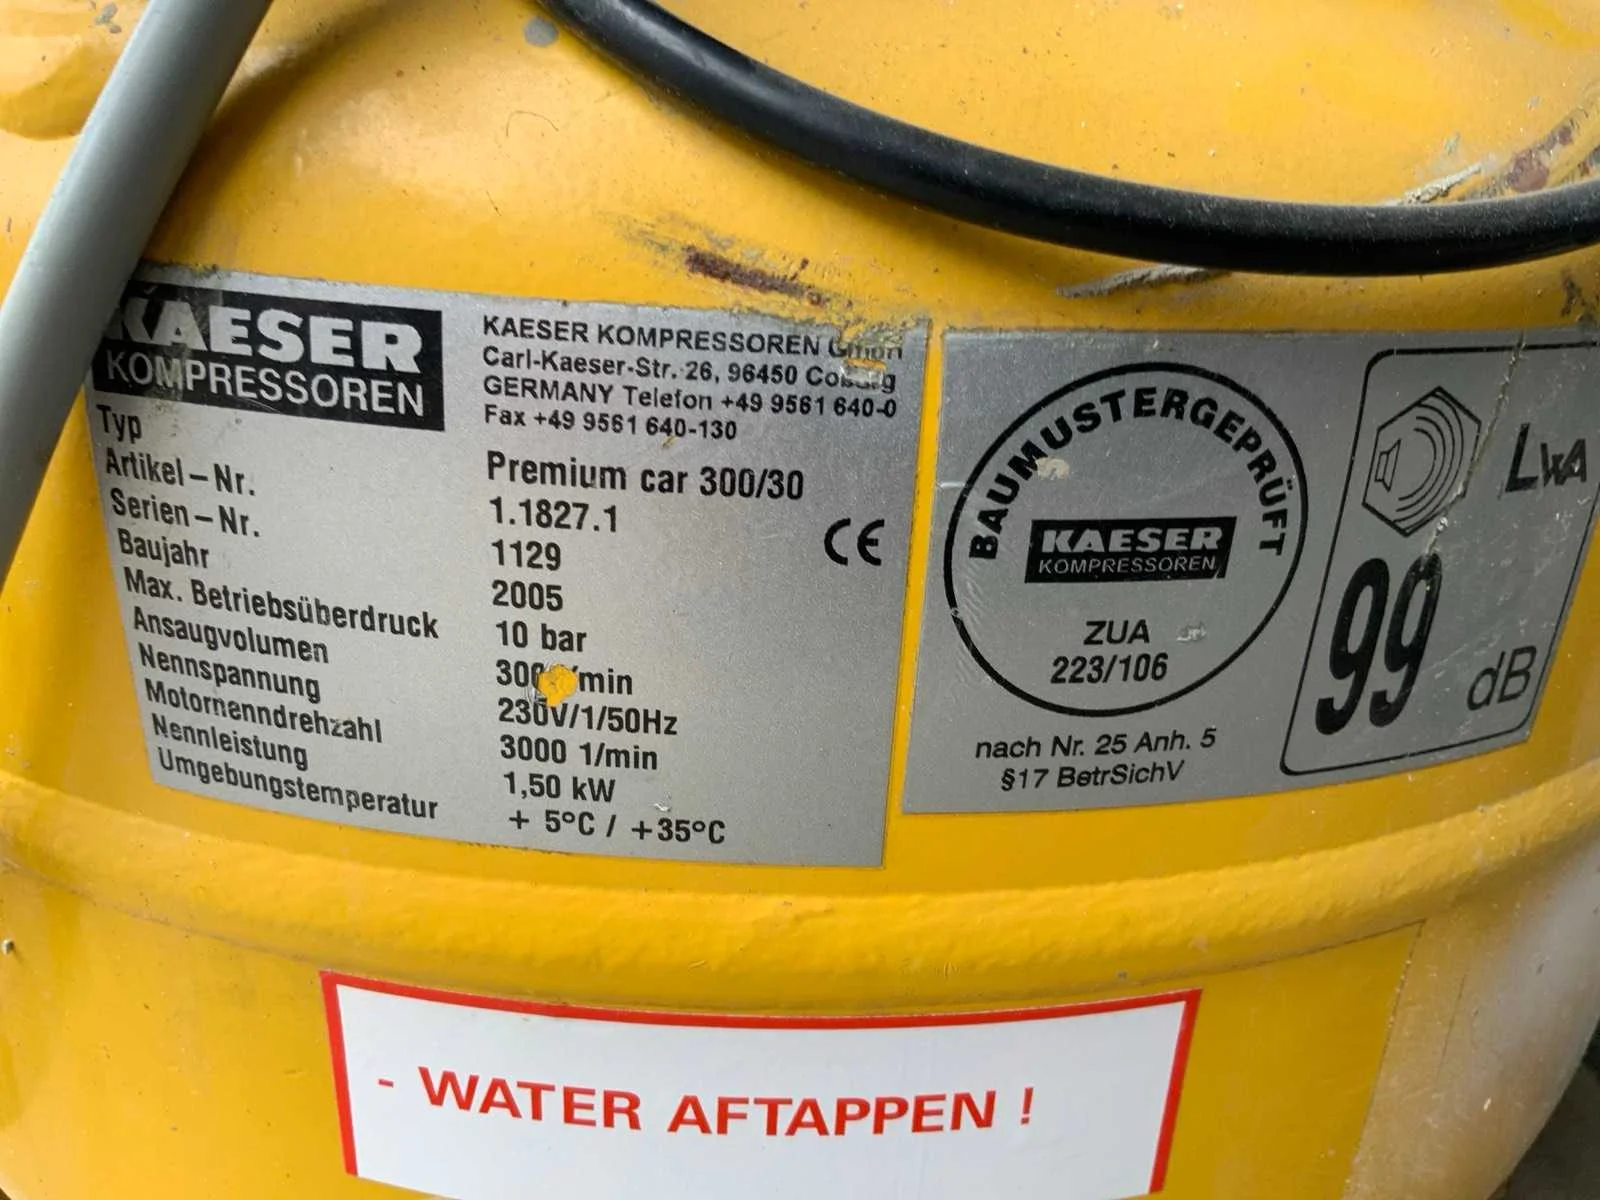 KAESER
KOMPRESSOREN
KAESER KOMPRESSOREN GmbH
Carl-Kaeser-Str. 26, 96450 Coburg
GERMANY Telefon +49 9561 640-0
Fax +49 9561 640-130
Typ Premium car 300/30
Artikel–Nr. 1.1827.1
Serien–Nr. 1129
Baujahr 2005
Max. Betriebsüberdruck 10 bar
Ansaugvolumen 300 /min
Nennspannung 230V/1/50Hz
Motornenndrehzahl 3000 1/min
Nennleistung 1,50 kW
Umgebungstemperatur + 5°C / +35°C
CE
BAUMUSTERGEPRÜFT
KAESER
KOMPRESSOREN
ZUA
223/106
nach Nr. 25 Anh. 5
§17 BetrSichV
LWA
99
dB
- WATER AFTAPPEN !